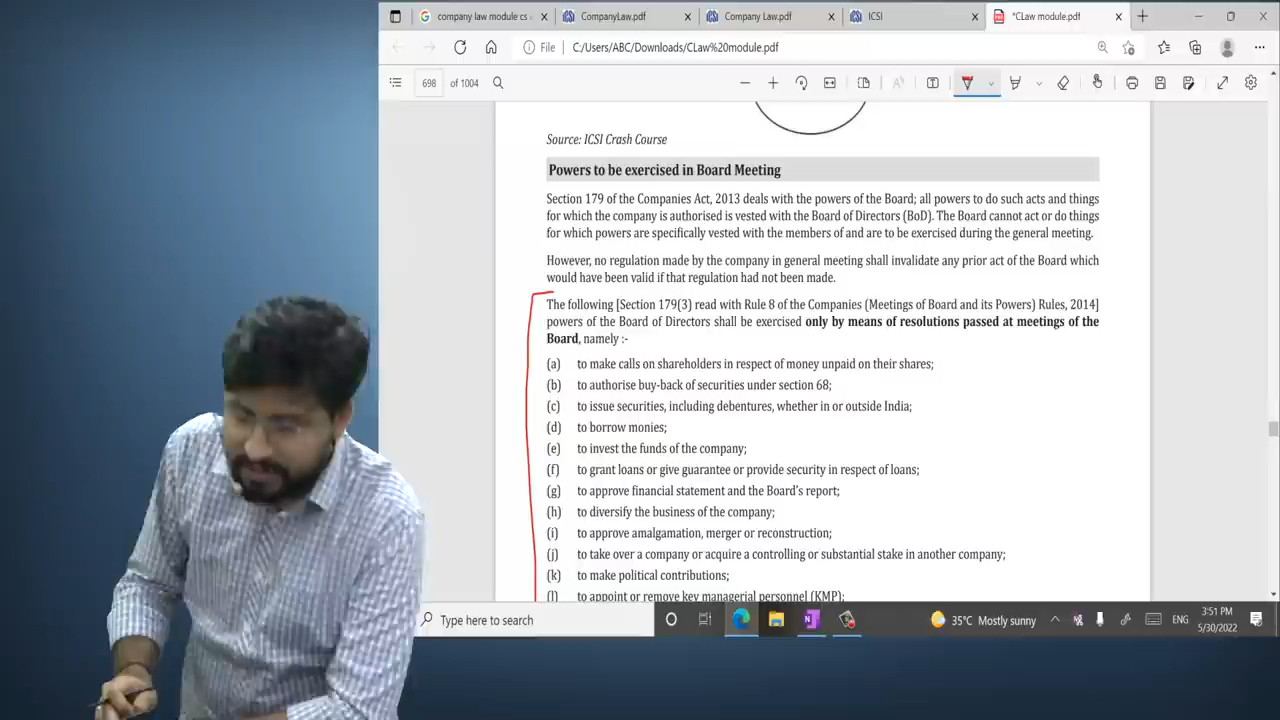 company law module cs
CompanyLaw.pdf
Company Law.pdf
ICSI
*CLaw module.pdf
File
C:/Users/ABC/Downloads/CLaw%20module.pdf
698 of 1004
Source: ICSI Crash Course
Powers to be exercised in Board Meeting
Section 179 of the Companies Act, 2013 deals with the powers of the Board; all powers to do such acts and things
for which the company is authorised is vested with the Board of Directors (BoD). The Board cannot act or do things
for which powers are specifically vested with the members of and are to be exercised during the general meeting.
However, no regulation made by the company in general meeting shall invalidate any prior act of the Board which
would have been valid if that regulation had not been made.
The following [Section 179(3) read with Rule 8 of the Companies (Meetings of Board and its Powers) Rules, 2014]
powers of the Board of Directors shall be exercised only by means of resolutions passed at meetings of the
Board, namely :-
(a) to make calls on shareholders in respect of money unpaid on their shares;
(b) to authorise buy-back of securities under section 68;
(c) to issue securities, including debentures, whether in or outside India;
(d) to borrow monies;
(e) to invest the funds of the company;
(f) to grant loans or give guarantee or provide security in respect of loans;
(g) to approve financial statement and the Board's report;
(h) to diversify the business of the company;
(i) to approve amalgamation, merger or reconstruction;
(j) to take over a company or acquire a controlling or substantial stake in another company;
(k) to make political contributions;
(l) to appoint or remove key managerial personnel (KMP);
Type here to search
35°C Mostly sunny
ENG
3:51 PM
5/30/2022